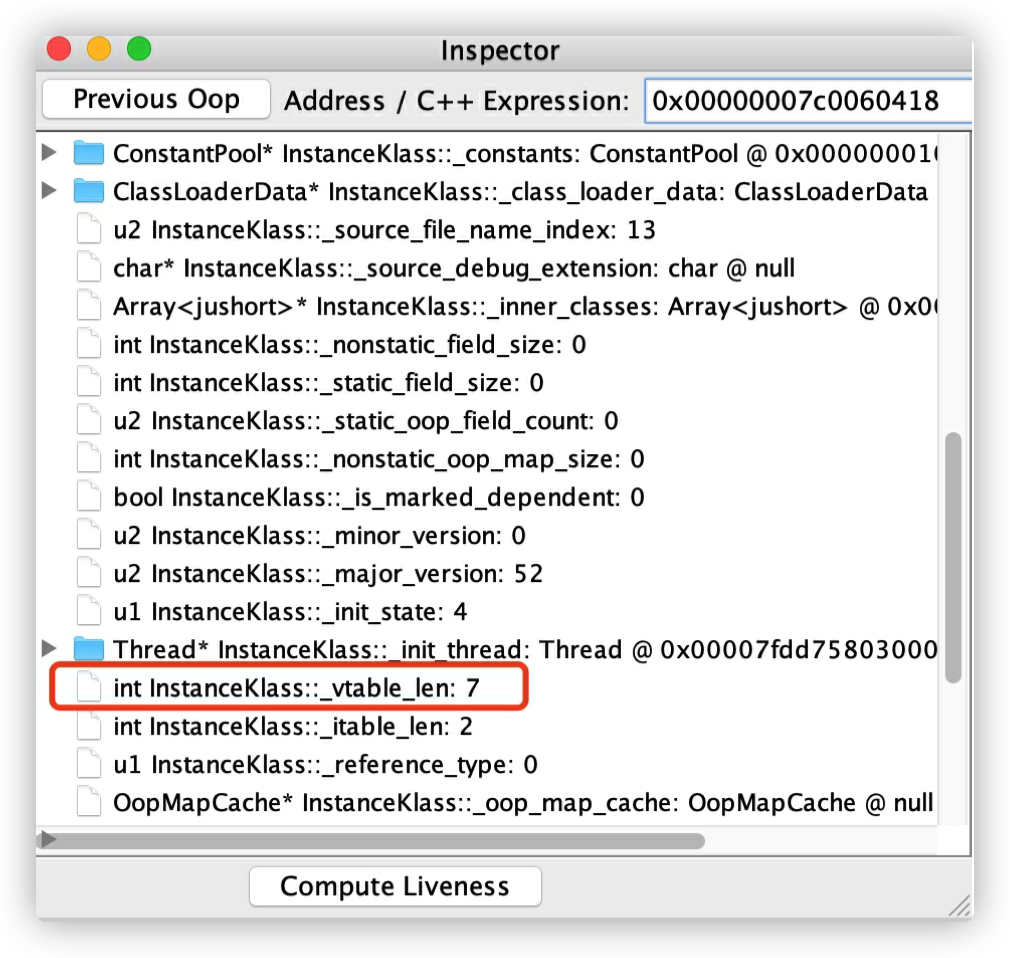 Inspector
Previous Oop Address / C++ Expression: 0x00000007c0060418
ConstantPool* InstanceKlass::_constants: ConstantPool @ 0x000000010
ClassLoaderData* InstanceKlass::_class_loader_data: ClassLoaderData
u2 InstanceKlass::_source_file_name_index: 13
char* InstanceKlass::_source_debug_extension: char @ null
Array<jushort>* InstanceKlass::_inner_classes: Array<jushort> @ 0x00
int InstanceKlass::_nonstatic_field_size: 0
int InstanceKlass::_static_field_size: 0
u2 InstanceKlass::_static_oop_field_count: 0
int InstanceKlass::_nonstatic_oop_map_size: 0
bool InstanceKlass::_is_marked_dependent: 0
u2 InstanceKlass::_minor_version: 0
u2 InstanceKlass::_major_version: 52
u1 InstanceKlass::_init_state: 4
Thread* InstanceKlass::_init_thread: Thread @ 0x00007fdd75803000
int InstanceKlass::_vtable_len: 7
int InstanceKlass::_itable_len: 2
u1 InstanceKlass::_reference_type: 0
OopMapCache* InstanceKlass::_oop_map_cache: OopMapCache @ null
Compute Liveness